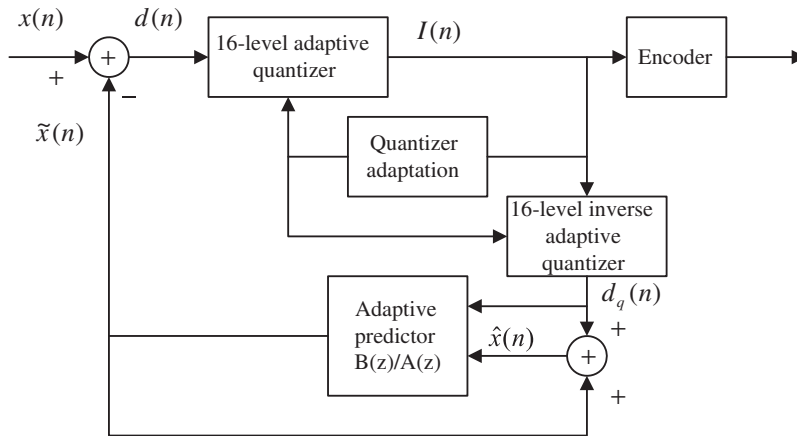 x(n)
d(n)
16-level adaptive
quantizer
I(n)
Encoder
+
+
−
x̃(n)
Quantizer
adaptation
16-level inverse
adaptive
quantizer
d_q(n)
Adaptive
predictor
B(z)/A(z)
x̂(n)
+
+
+